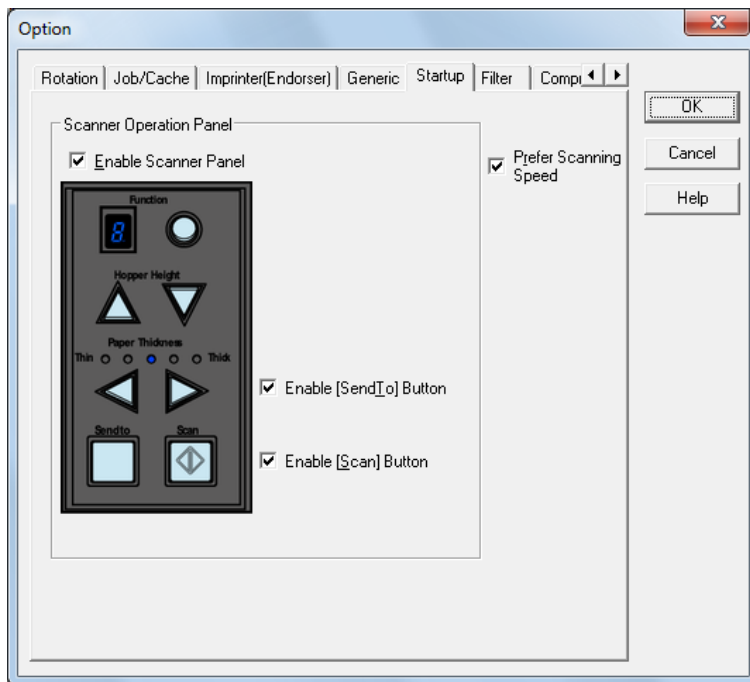 Option
Rotation Job/Cache Imprinter(Endorser) Generic Startup Filter Compr
Scanner Operation Panel
Enable Scanner Panel
Prefer Scanning
Speed
Function
8
Hopper Height
Paper Thickness
Thin Thick
Enable [SendTo] Button
Sendto Scan
Enable [Scan] Button
OK
Cancel
Help